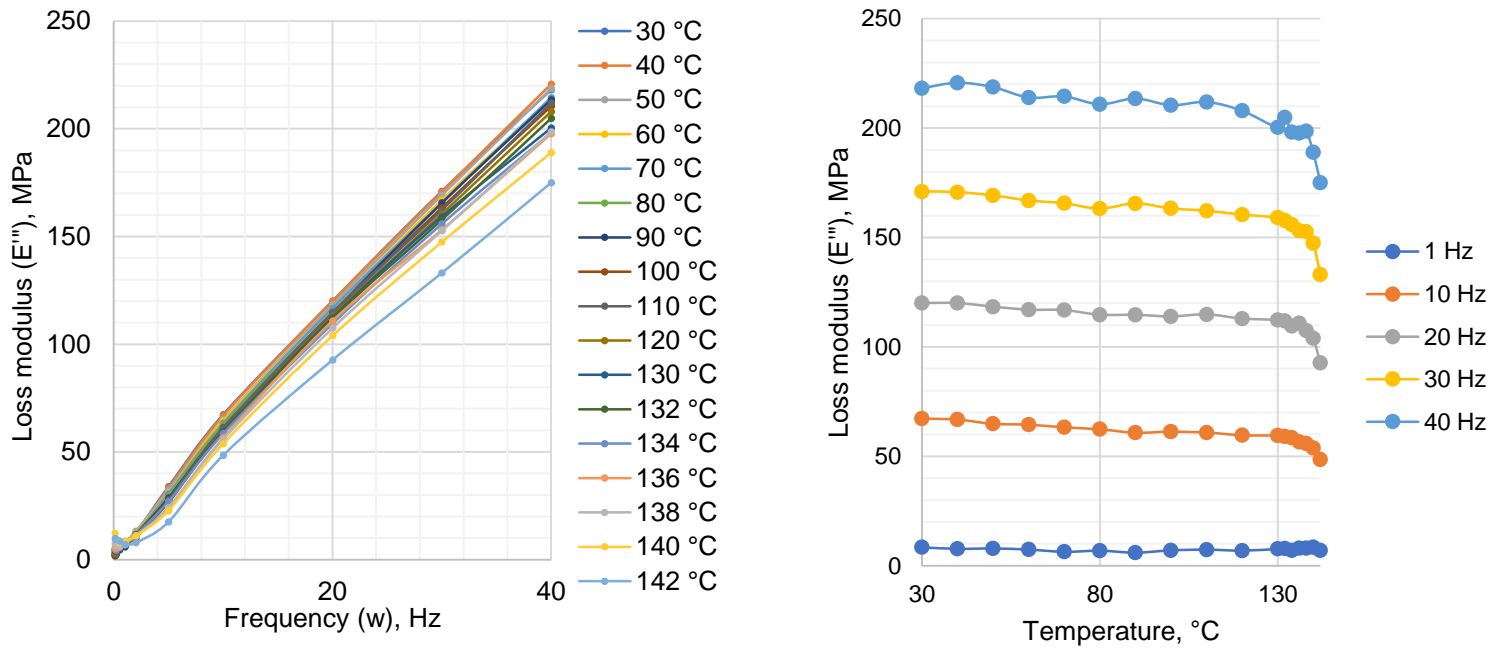 250
200
150
100
50
0
0
20
40
Loss modulus (E'"), MPa
Frequency (w), Hz
30 °C
40 °C
50 °C
60 °C
70 °C
80 °C
90 °C
100 °C
110 °C
120 °C
130 °C
132 °C
134 °C
136 °C
138 °C
140 °C
142 °C
250
200
150
100
50
0
30
80
130
Loss modulus (E'"), MPa
Temperature, °C
1 Hz
10 Hz
20 Hz
30 Hz
40 Hz